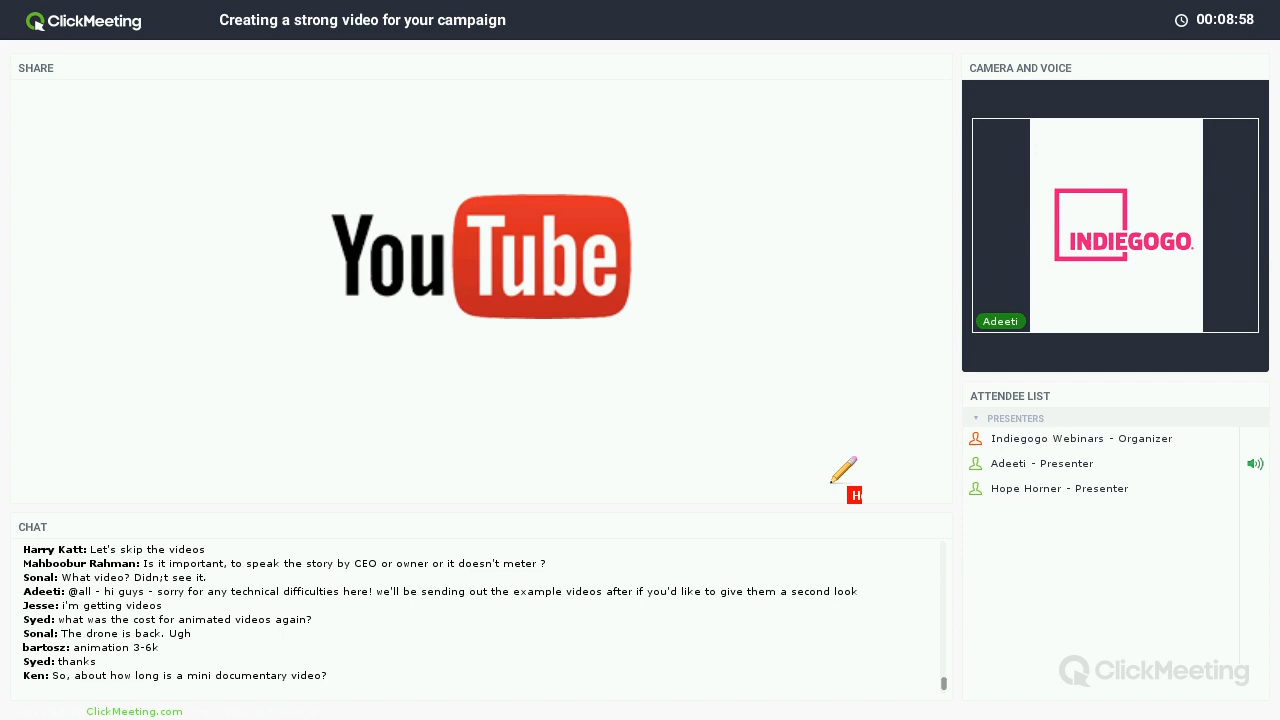 ClickMeeting
Creating a strong video for your campaign
00:08:58
SHARE
YouTube
CAMERA AND VOICE
INDIEGOGO
Adeeti
ATTENDEE LIST
PRESENTERS
Indiegogo Webinars - Organizer
Adeeti - Presenter
Hope Horner - Presenter
CHAT
Harry Katt: Let's skip the videos
Mahboobur Rahman: Is it important, to speak the story by CEO or owner or it doesn't meter ?
Sonal: What video? Didn;t see it.
Adeeti: @all - hi guys - sorry for any technical difficulties here! we'll be sending out the example videos after if you'd like to give them a second look
Jesse: i'm getting videos
Syed: what was the cost for animated videos again?
Sonal: The drone is back. Ugh
bartosz: animation 3-6k
Syed: thanks
Ken: So, about how long is a mini documentary video?
ClickMeeting
ClickMeeting.com